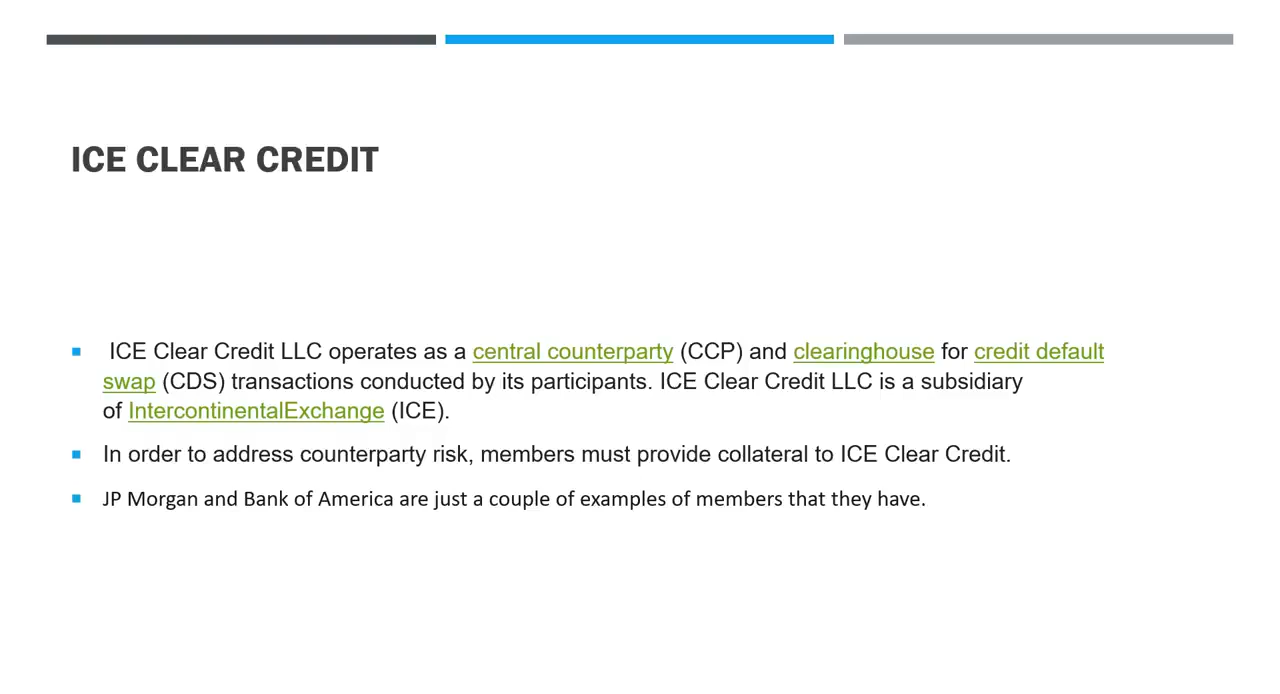 ICE CLEAR CREDIT
ICE Clear Credit LLC operates as a central counterparty (CCP) and clearinghouse for credit default
swap (CDS) transactions conducted by its participants. ICE Clear Credit LLC is a subsidiary
of IntercontinentalExchange (ICE).
In order to address counterparty risk, members must provide collateral to ICE Clear Credit.
JP Morgan and Bank of America are just a couple of examples of members that they have.